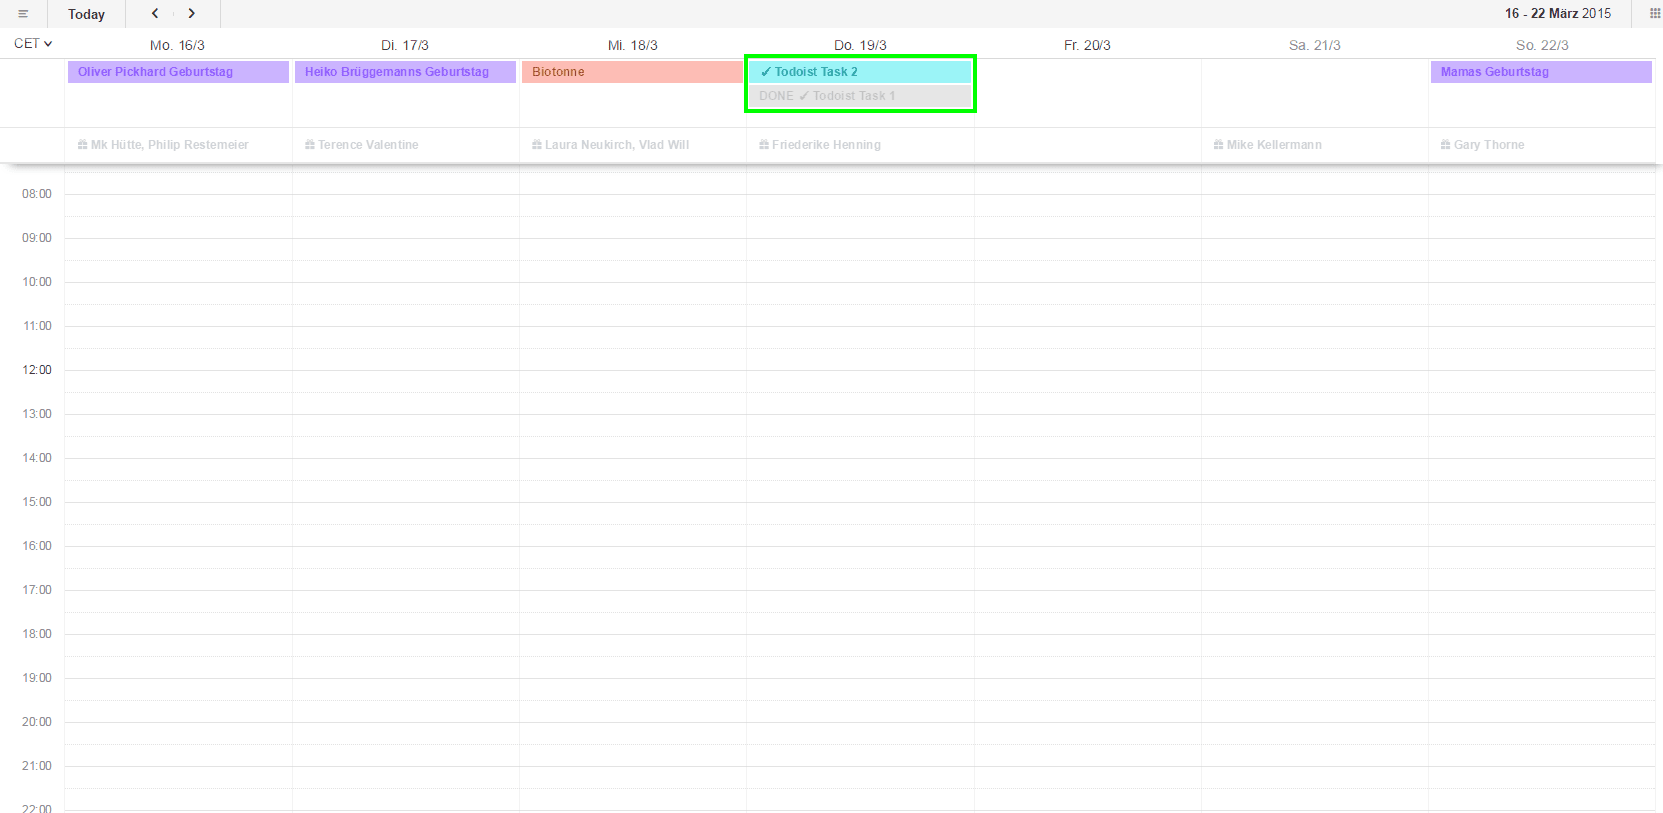 Today
16 - 22 März 2015
CET
Mo. 16/3
Di. 17/3
Mi. 18/3
Do. 19/3
Fr. 20/3
Sa. 21/3
So. 22/3
Oliver Pickhard Geburtstag
Heiko Brüggemanns Geburtstag
Biotonne
✓ Todoist Task 2
Mamas Geburtstag
DONE ✓ Todoist Task 1
Mk Hütte, Philip Restemeier
Terence Valentine
Laura Neukirch, Vlad Will
Friederike Henning
Mike Kellermann
Gary Thorne
08:00
09:00
10:00
11:00
12:00
13:00
14:00
15:00
16:00
17:00
18:00
19:00
20:00
21:00
22:00